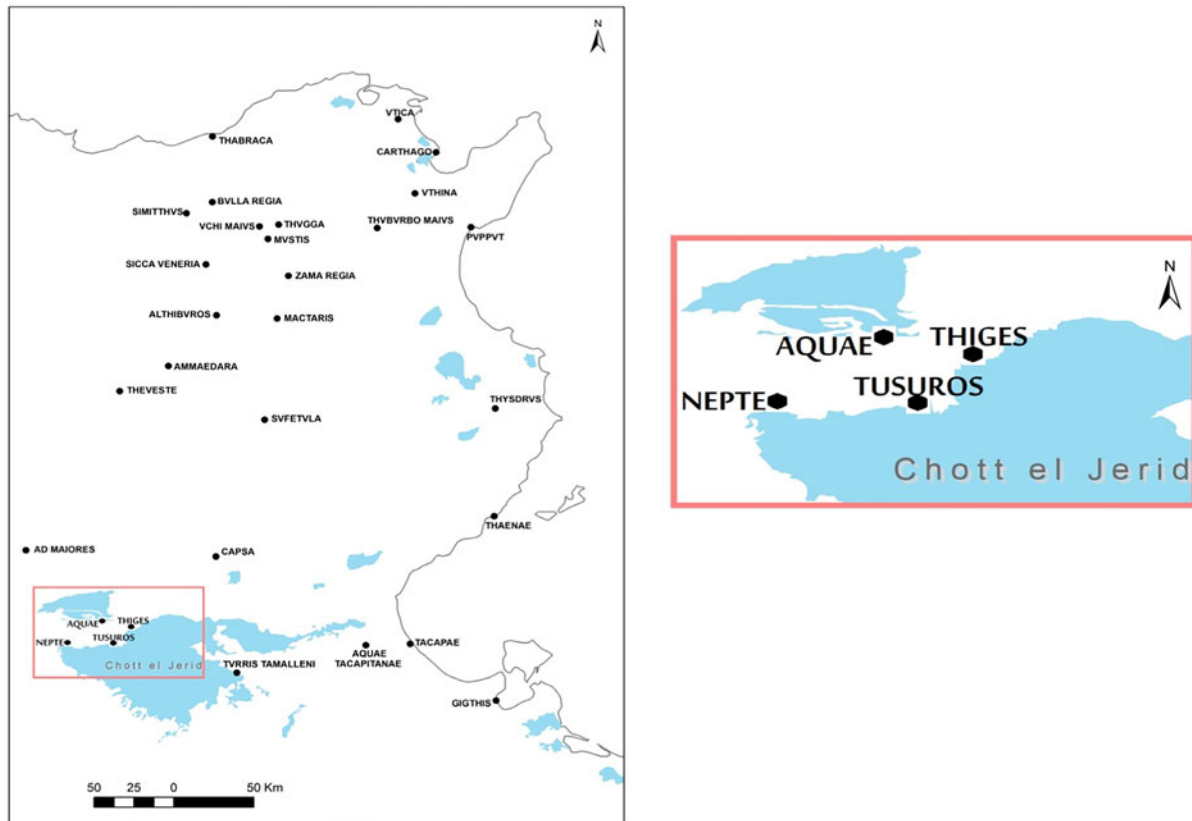 N
VTICA
THABRACA
CARTHAGO
VTHINA
BVLLA REGIA
SIMITTHVS
VCHI MAIVS
THVGGA
THVBVRBO MAIVS
PVPPVT
MVSTIS
SICCA VENERIA
ZAMA REGIA
ALTHIBVROS
MACTARIS
AMMAEDARA
THEVESTE
THYSDRVS
SVFETVLA
THAENAE
AD MAIORES
CAPSA
AQUAE
THIGES
NEPTE
TUSUROS
Chott el Jerid
TVRRIS TAMALLENI
AQUAE
TACAPITANAE
TACAPAE
GIGTHIS
50 25 0 50 Km
N
AQUAE
THIGES
NEPTE
TUSUROS
Chott el Jerid